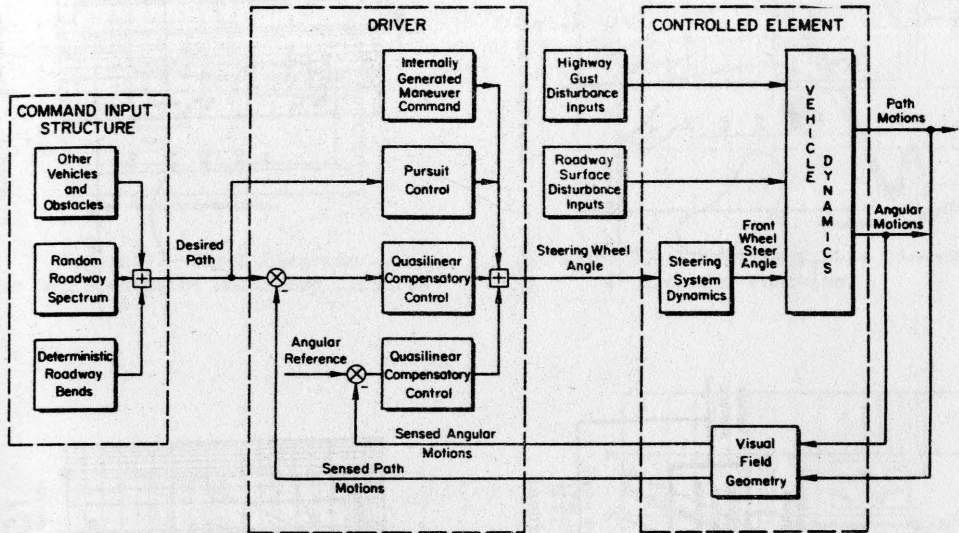 DRIVER
CONTROLLED ELEMENT
COMMAND INPUT
STRUCTURE
Other
Vehicles
and
Obstacles
Random
Roadway
Spectrum
Deterministic
Roadway
Bends
+
Desired
Path
Internally
Generated
Maneuver
Command
Pursuit
Control
-
Quasilinear
Compensatory
Control
+
Angular
Reference
-
Quasilinear
Compensatory
Control
Highway
Gust
Disturbance
Inputs
Roadway
Surface
Disturbance
Inputs
Steering Wheel
Angle
Steering
System
Dynamics
Front
Wheel
Steer
Angle
VEHICLE
DYNAMICS
Path
Motions
Angular
Motions
Sensed Angular
Motions
Sensed Path
Motions
Visual
Field
Geometry